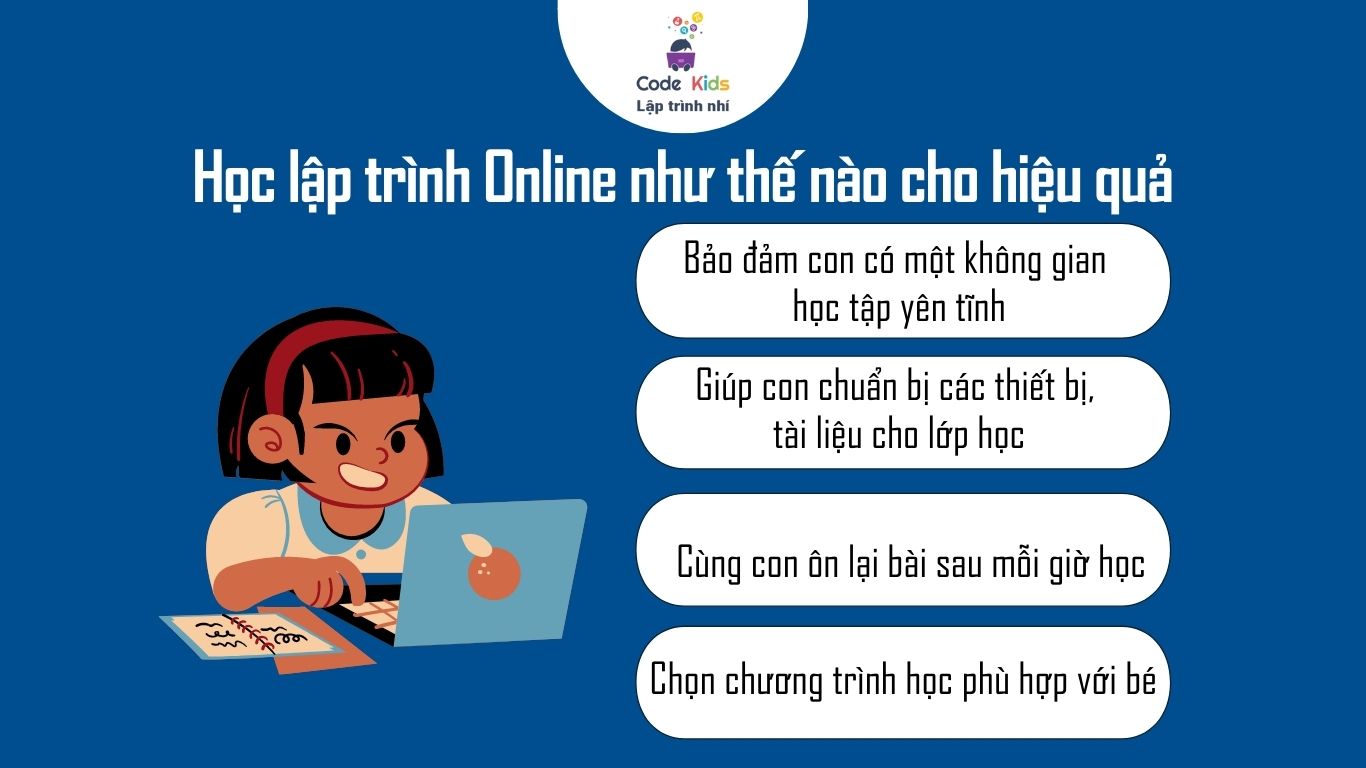 Code Kids
Lập trình nhí
Học lập trình Online như thế nào cho hiệu quả
Bảo đảm con có một không gian
học tập yên tĩnh
Giúp con chuẩn bị các thiết bị,
tài liệu cho lớp học
Cùng con ôn lại bài sau mỗi giờ học
Chọn chương trình học phù hợp với bé